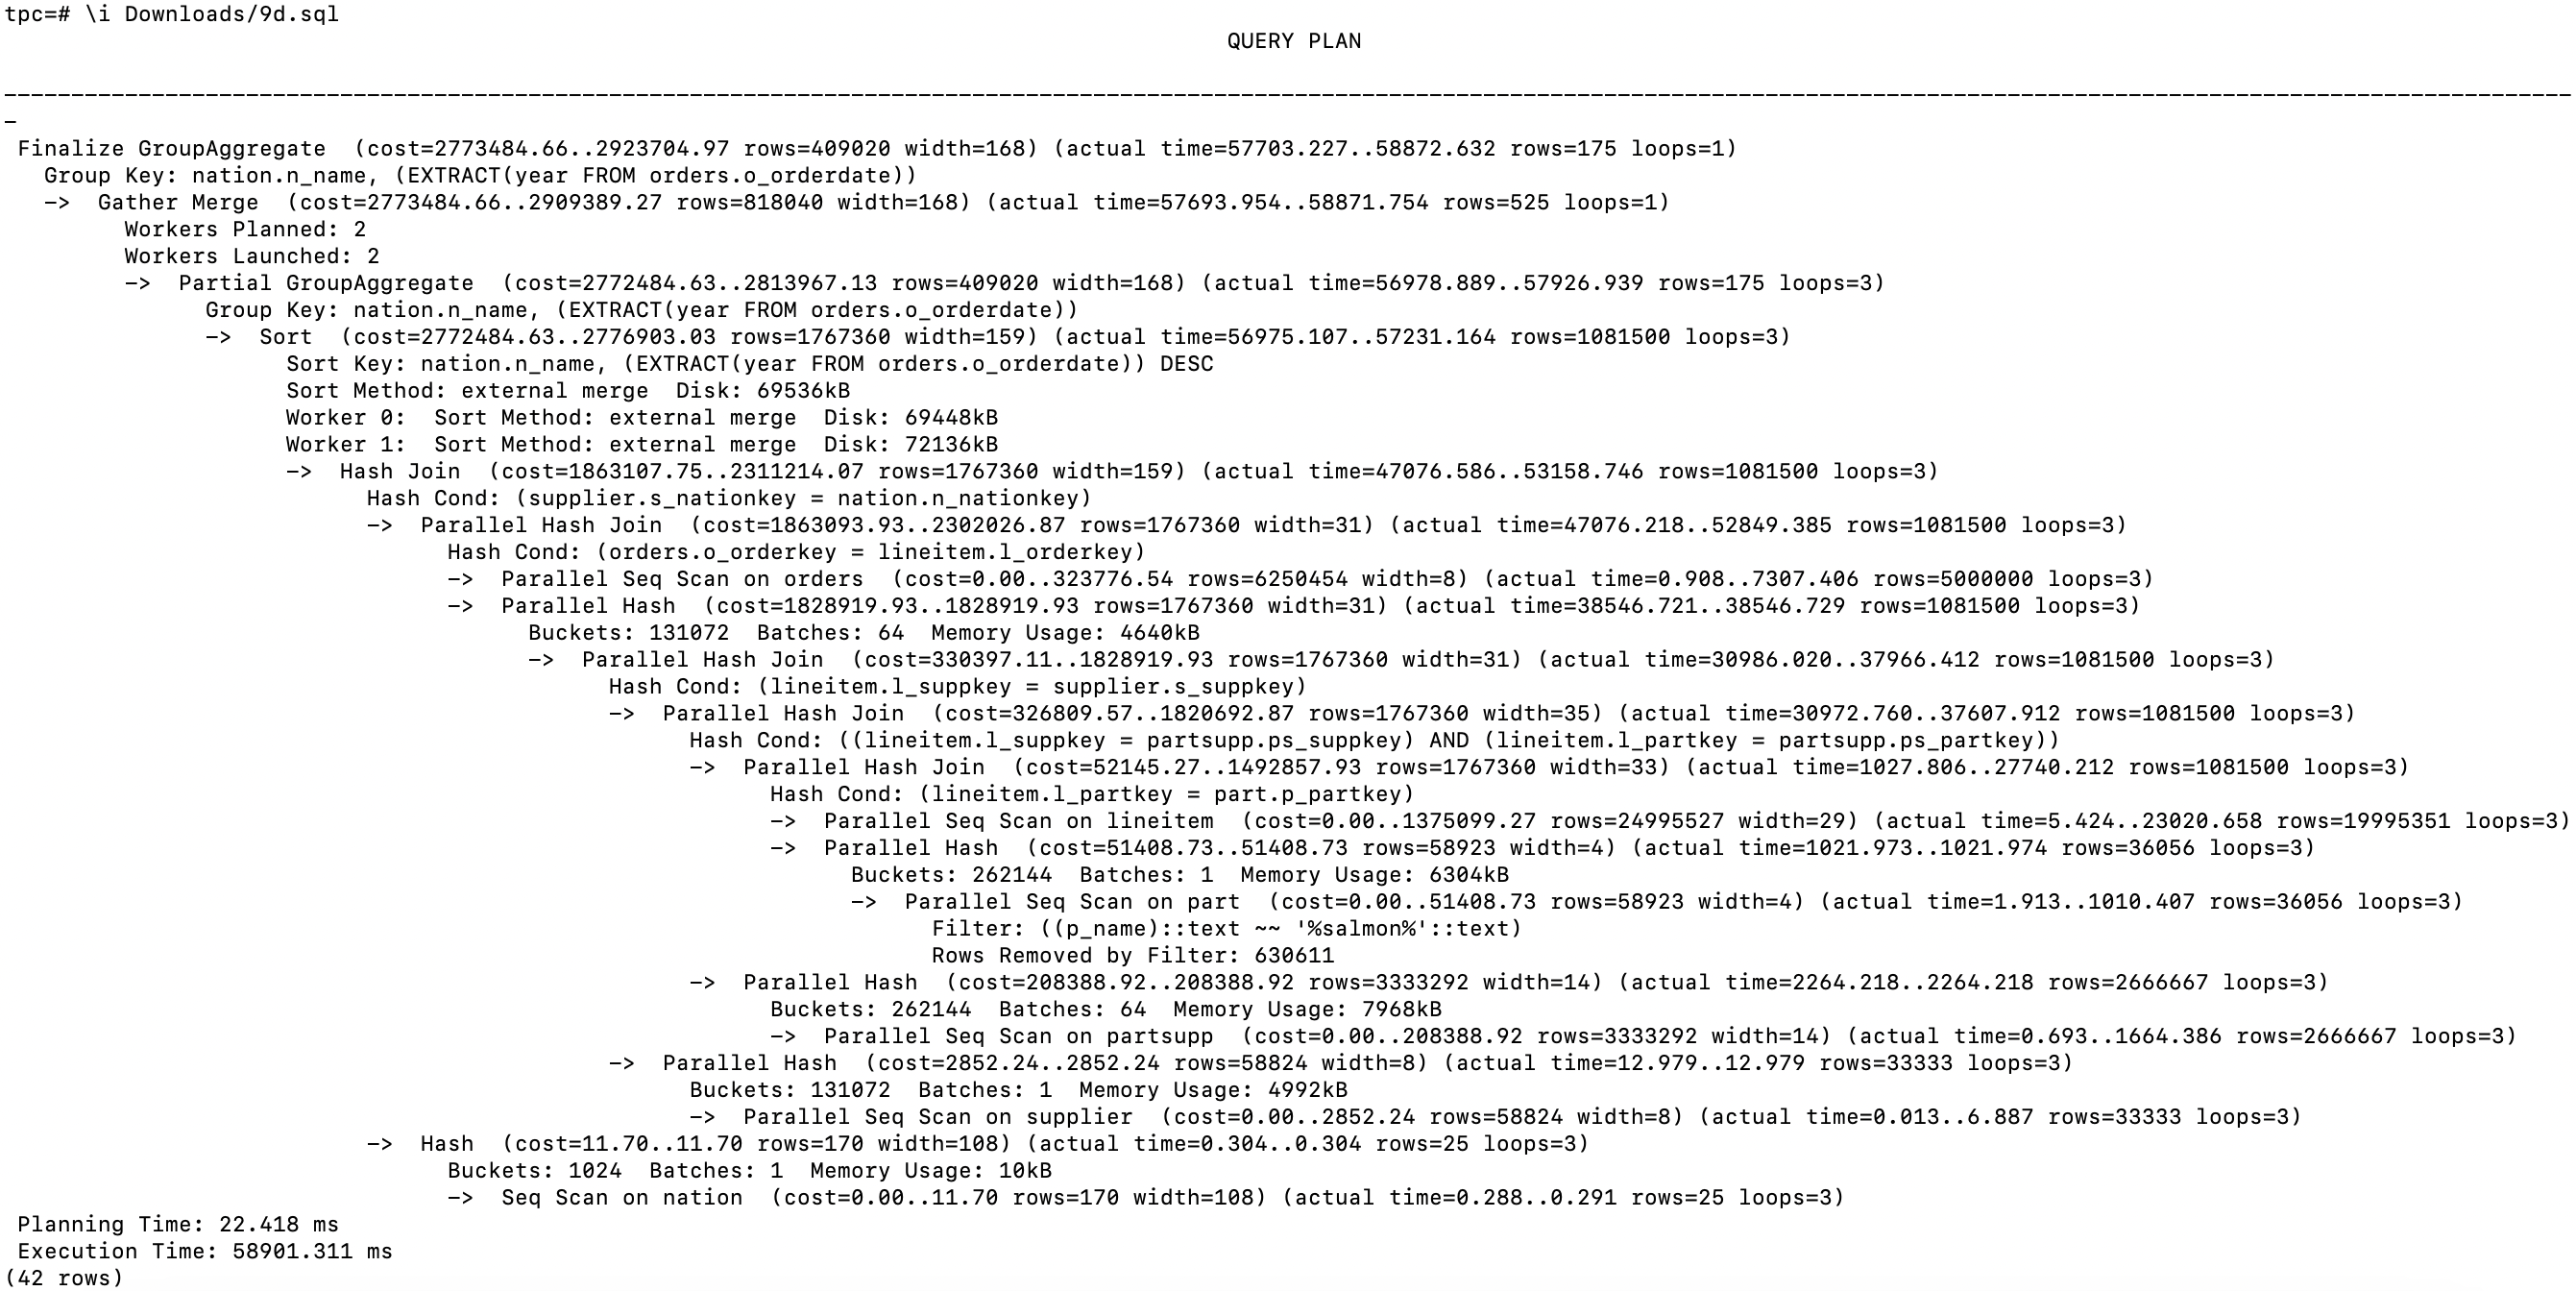 tpc=# \i Downloads/9d.sql
QUERY PLAN
--------------------------------------------------------------------------------------------------------------------------------------------------------------------------------------------
-
Finalize GroupAggregate  (cost=2773484.66..2923704.97 rows=409020 width=168) (actual time=57703.227..58872.632 rows=175 loops=1)
Group Key: nation.n_name, (EXTRACT(year FROM orders.o_orderdate))
->  Gather Merge  (cost=2773484.66..2909389.27 rows=818040 width=168) (actual time=57693.954..58871.754 rows=525 loops=1)
Workers Planned: 2
Workers Launched: 2
->  Partial GroupAggregate  (cost=2772484.63..2813967.13 rows=409020 width=168) (actual time=56978.889..57926.939 rows=175 loops=3)
Group Key: nation.n_name, (EXTRACT(year FROM orders.o_orderdate))
->  Sort  (cost=2772484.63..2776903.03 rows=1767360 width=159) (actual time=56975.107..57231.164 rows=1081500 loops=3)
Sort Key: nation.n_name, (EXTRACT(year FROM orders.o_orderdate)) DESC
Sort Method: external merge  Disk: 69536kB
Worker 0:  Sort Method: external merge  Disk: 69448kB
Worker 1:  Sort Method: external merge  Disk: 72136kB
->  Hash Join  (cost=1863107.75..2311214.07 rows=1767360 width=159) (actual time=47076.586..53158.746 rows=1081500 loops=3)
Hash Cond: (supplier.s_nationkey = nation.n_nationkey)
->  Parallel Hash Join  (cost=1863093.93..2302026.87 rows=1767360 width=31) (actual time=47076.218..52849.385 rows=1081500 loops=3)
Hash Cond: (orders.o_orderkey = lineitem.l_orderkey)
->  Parallel Seq Scan on orders  (cost=0.00..323776.54 rows=6250454 width=8) (actual time=0.908..7307.406 rows=5000000 loops=3)
->  Parallel Hash  (cost=1828919.93..1828919.93 rows=1767360 width=31) (actual time=38546.721..38546.729 rows=1081500 loops=3)
Buckets: 131072  Batches: 64  Memory Usage: 4640kB
->  Parallel Hash Join  (cost=330397.11..1828919.93 rows=1767360 width=31) (actual time=30986.020..37966.412 rows=1081500 loops=3)
Hash Cond: (lineitem.l_suppkey = supplier.s_suppkey)
->  Parallel Hash Join  (cost=326809.57..1820692.87 rows=1767360 width=35) (actual time=30972.760..37607.912 rows=1081500 loops=3)
Hash Cond: ((lineitem.l_suppkey = partsupp.ps_suppkey) AND (lineitem.l_partkey = partsupp.ps_partkey))
->  Parallel Hash Join  (cost=52145.27..1492857.93 rows=1767360 width=33) (actual time=1027.806..27740.212 rows=1081500 loops=3)
Hash Cond: (lineitem.l_partkey = part.p_partkey)
->  Parallel Seq Scan on lineitem  (cost=0.00..1375099.27 rows=24995527 width=29) (actual time=5.424..23020.658 rows=19995351 loops=3)
->  Parallel Hash  (cost=51408.73..51408.73 rows=58923 width=4) (actual time=1021.973..1021.974 rows=36056 loops=3)
Buckets: 262144  Batches: 1  Memory Usage: 6304kB
->  Parallel Seq Scan on part  (cost=0.00..51408.73 rows=58923 width=4) (actual time=1.913..1010.407 rows=36056 loops=3)
Filter: ((p_name)::text ~~ '%salmon%'::text)
Rows Removed by Filter: 630611
->  Parallel Hash  (cost=208388.92..208388.92 rows=3333292 width=14) (actual time=2264.218..2264.218 rows=2666667 loops=3)
Buckets: 262144  Batches: 64  Memory Usage: 7968kB
->  Parallel Seq Scan on partsupp  (cost=0.00..208388.92 rows=3333292 width=14) (actual time=0.693..1664.386 rows=2666667 loops=3)
->  Parallel Hash  (cost=2852.24..2852.24 rows=58824 width=8) (actual time=12.979..12.979 rows=33333 loops=3)
Buckets: 131072  Batches: 1  Memory Usage: 4992kB
->  Parallel Seq Scan on supplier  (cost=0.00..2852.24 rows=58824 width=8) (actual time=0.013..6.887 rows=33333 loops=3)
->  Hash  (cost=11.70..11.70 rows=170 width=108) (actual time=0.304..0.304 rows=25 loops=3)
Buckets: 1024  Batches: 1  Memory Usage: 10kB
->  Seq Scan on nation  (cost=0.00..11.70 rows=170 width=108) (actual time=0.288..0.291 rows=25 loops=3)
Planning Time: 22.418 ms
Execution Time: 58901.311 ms
(42 rows)